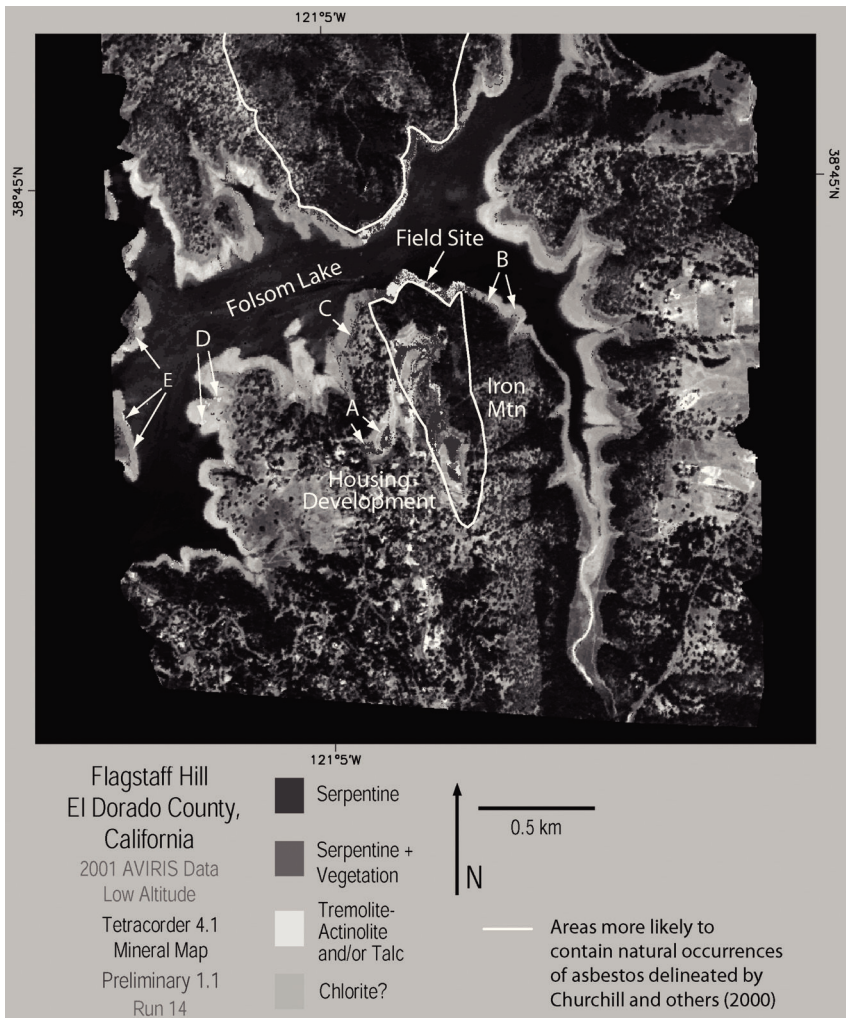 121°5'W
38°45'N
38°45'N
Field Site
B
Folsom Lake
C
D
E
Iron
Mtn
A
Housing
Development
121°5'W
Flagstaff Hill
El Dorado County,
California
2001 AVIRIS Data
Low Altitude
Tetracorder 4.1
Mineral Map
Preliminary 1.1
Run 14
Serpentine
Serpentine +
Vegetation
Tremolite-
Actinolite
and/or Talc
Chlorite?
N
0.5 km
Areas more likely to
contain natural occurrences
of asbestos delineated by
Churchill and others (2000)